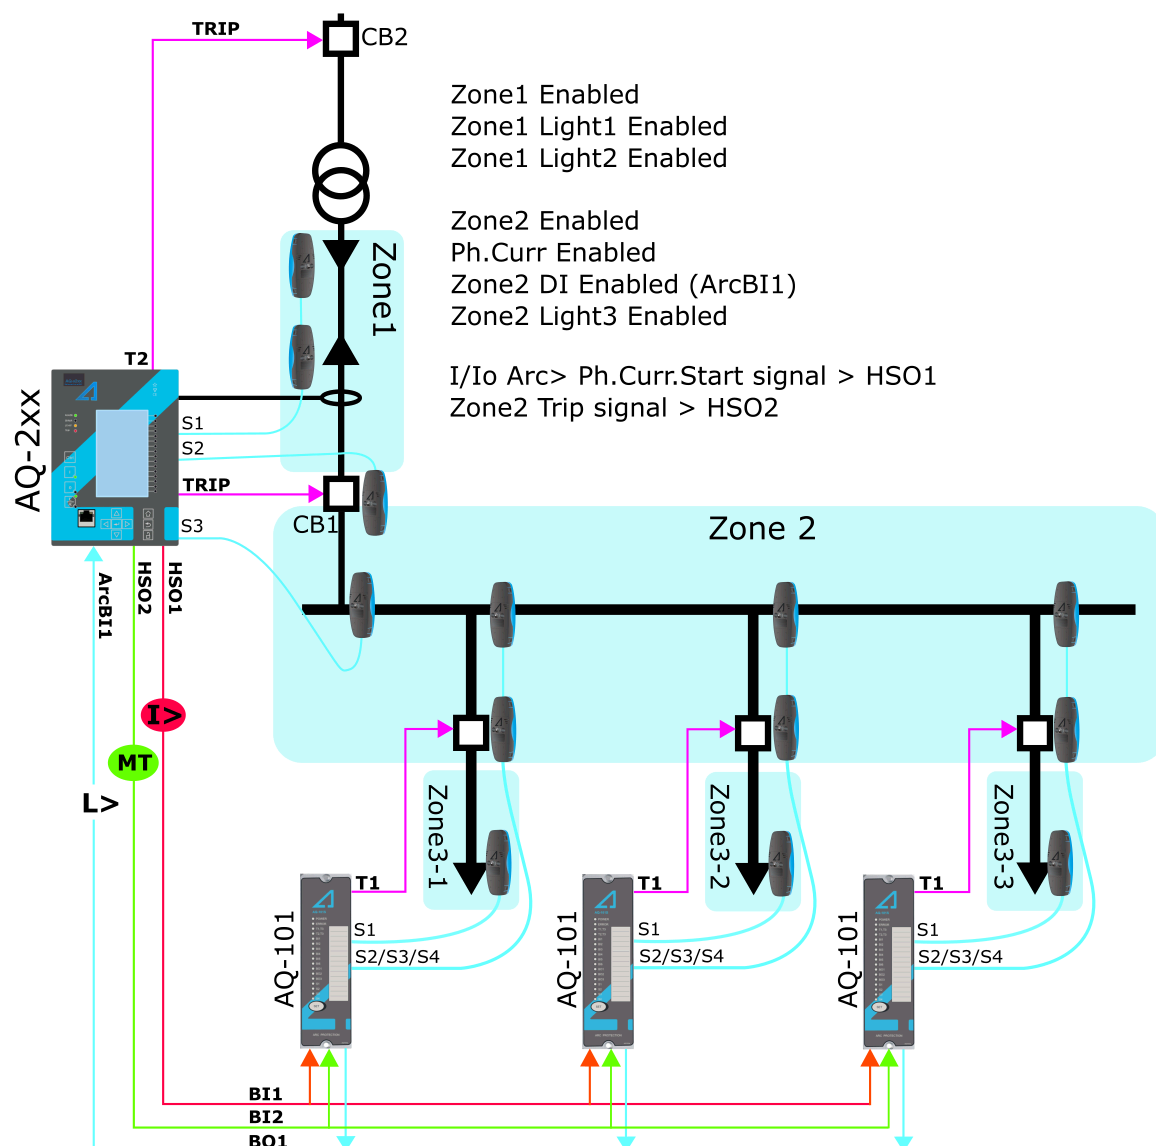 TRIP
CB2
Zone1 Enabled
Zone1 Light1 Enabled
Zone1 Light2 Enabled
Zone2 Enabled
Ph.Curr Enabled
Zone2 DI Enabled (ArcBI1)
Zone2 Light3 Enabled
I/Io Arc> Ph.Curr.Start signal > HSO1
Zone2 Trip signal > HSO2
Zone1
T2
AQ-2xx
S1
S2
TRIP
CB1
S3
Zone 2
ArcBI1
HSO2
HSO1
I>
MT
L>
Zone3-1
Zone3-2
Zone3-3
T1
T1
T1
AQ-101
S1
S2/S3/S4
AQ-101
S1
S2/S3/S4
AQ-101
S1
S2/S3/S4
BI1
BI2
BO1